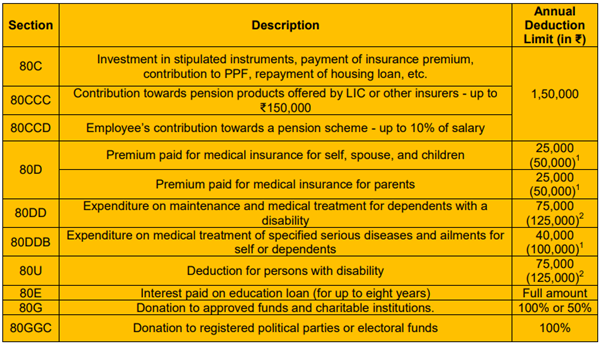 Section Description Annual
Deduction
Limit (in ₹)
80C Investment in stipulated instruments, payment of insurance premium,
contribution to PPF, repayment of housing loan, etc. 1,50,000
80CCC Contribution towards pension products offered by LIC or other insurers - up to
₹150,000
80CCD Employee’s contribution towards a pension scheme - up to 10% of salary
80D Premium paid for medical insurance for self, spouse, and children 25,000
(50,000)¹
Premium paid for medical insurance for parents 25,000
(50,000)¹
80DD Expenditure on maintenance and medical treatment for dependents with a
disability 75,000
(125,000)²
80DDB Expenditure on medical treatment of specified serious diseases and ailments for
self or dependents 40,000
(100,000)¹
80U Deduction for persons with disability 75,000
(125,000)²
80E Interest paid on education loan (for up to eight years) Full amount
80G Donation to approved funds and charitable institutions. 100% or 50%
80GGC Donation to registered political parties or electoral funds 100%